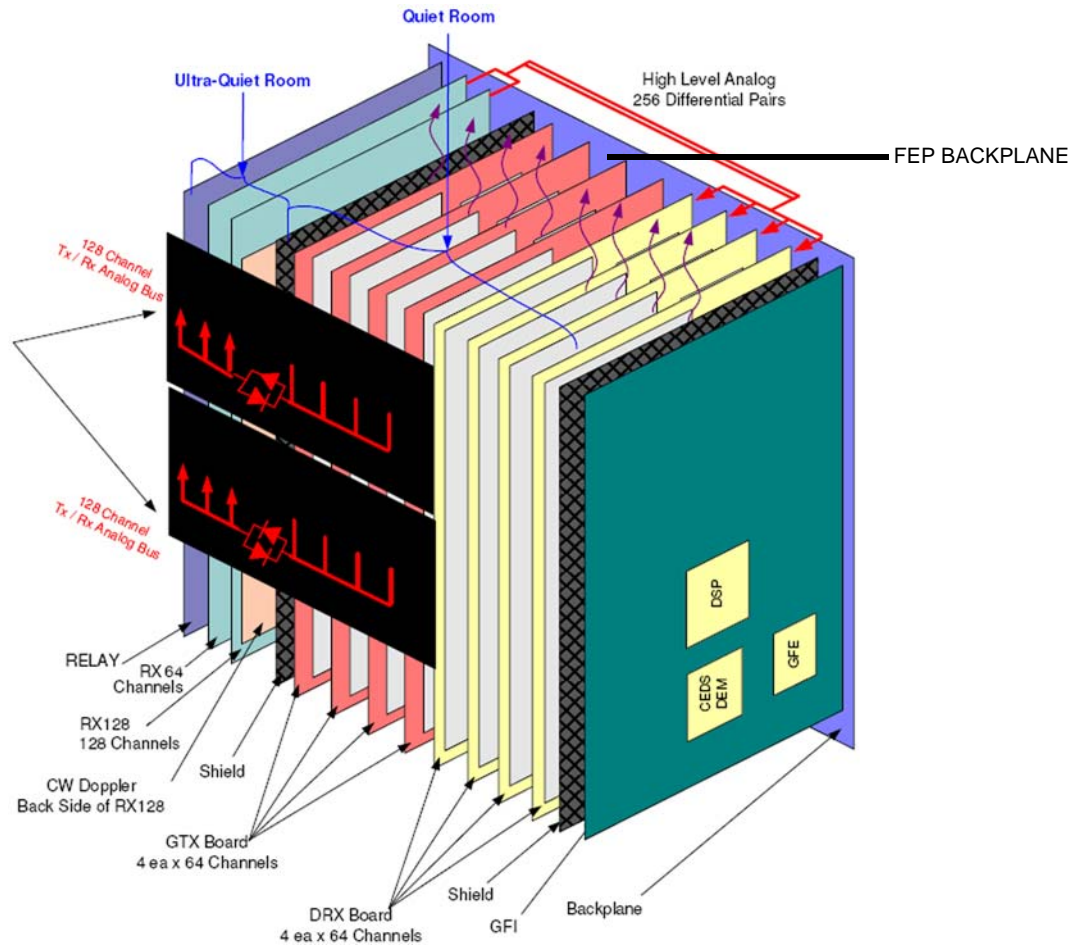 Quiet Room
Ultra-Quiet Room
High Level Analog
256 Differential Pairs
FEP BACKPLANE
128 Channel
Tx / Rx Analog Bus
128 Channel
Tx / Rx Analog Bus
DSP
GFE
CEDS
DEM
RELAY
RX 64
Channels
RX128
128 Channels
Shield
CW Doppler
Back Side of RX128
GTX Board
4 ea x 64 Channels
DRX Board
4 ea x 64 Channels
Shield
GFI
Backplane